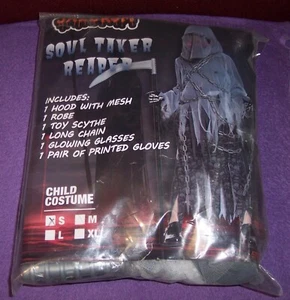 SOUL TAKER
REAPER
INCLUDES:
1 HOOD WITH MESH
1 ROBE
1 TOY SCYTHE
1 LONG CHAIN
1 GLOWING GLASSES
1 PAIR OF PRINTED GLOVES
CHILD
COSTUME
S M
L XL